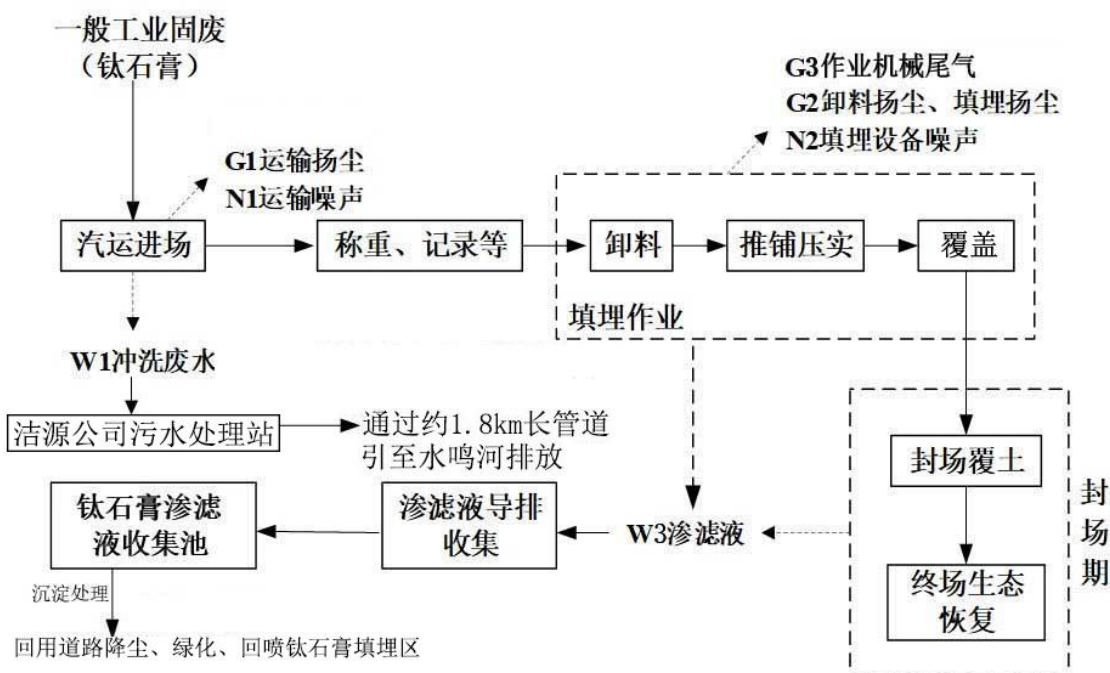 一般工业固废
（钛石膏）
G3作业机械尾气
G2卸料扬尘、填埋扬尘
N2填埋设备噪声
G1运输扬尘
N1运输噪声
汽运进场
称重、记录等
卸料
推铺压实
覆盖
填埋作业
W1冲洗废水
洁源公司污水处理站
通过约1.8km长管道
引至水鸣河排放
封场覆土
封场期
钛石膏渗滤
液收集池
渗滤液导排
收集
W3渗滤液
终场生态
恢复
沉淀处理
回用道路降尘、绿化、回喷钛石膏填埋区